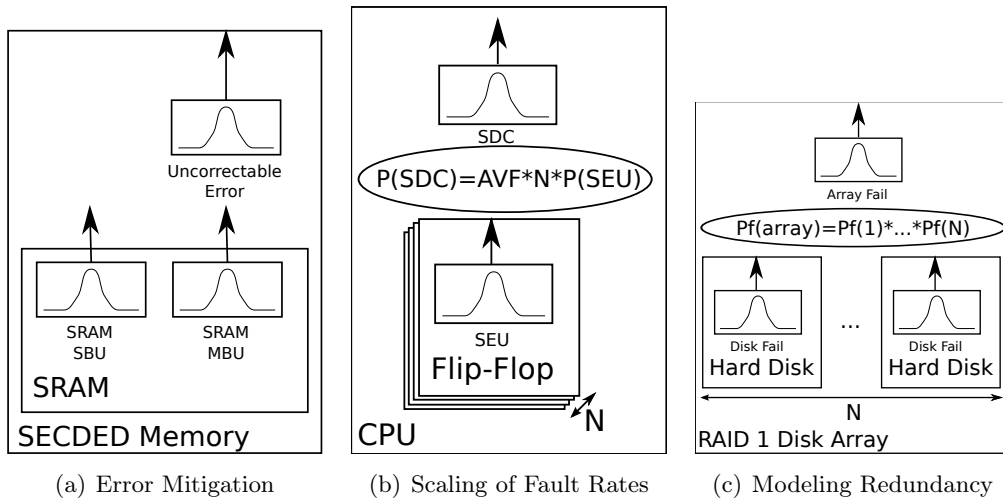 Uncorrectable
Error
SRAM
SBU
SRAM
MBU
SRAM
SECDED Memory
(a) Error Mitigation
SDC
P(SDC)=AVF*N*P(SEU)
SEU
Flip-Flop
N
CPU
(b) Scaling of Fault Rates
Array Fail
Pf(array)=Pf(1)*...*Pf(N)
Disk Fail
Hard Disk
...
Disk Fail
Hard Disk
N
RAID 1 Disk Array
(c) Modeling Redundancy